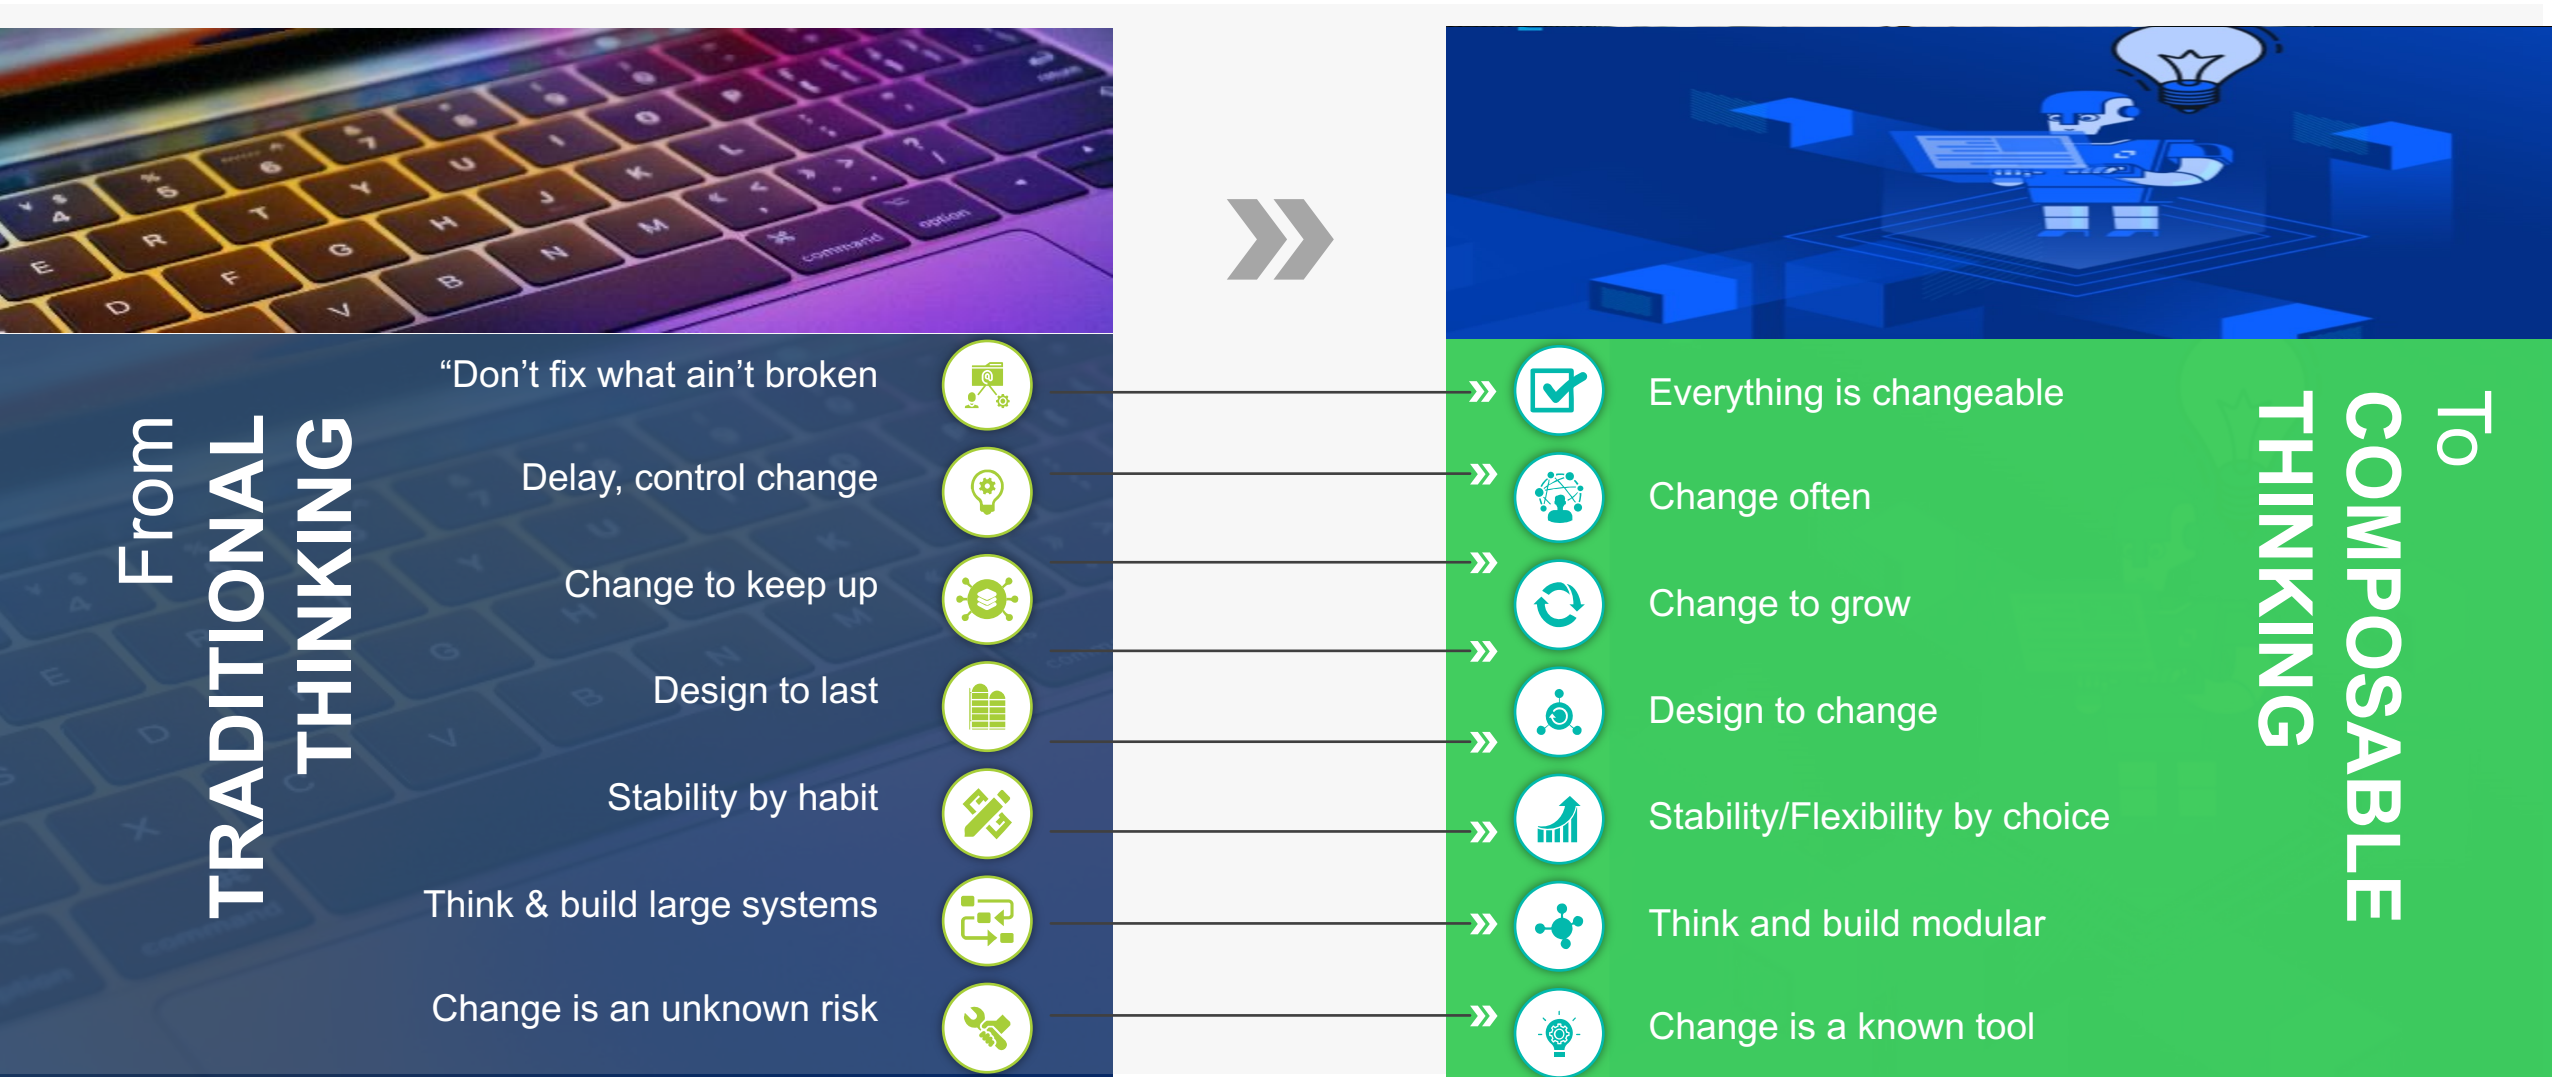 From
TRADITIONAL
THINKING
“Don’t fix what ain’t broken
Delay, control change
Change to keep up
Design to last
Stability by habit
Think & build large systems
Change is an unknown risk
To
COMPOSABLE
THINKING
Everything is changeable
Change often
Change to grow
Design to change
Stability/Flexibility by choice
Think and build modular
Change is a known tool